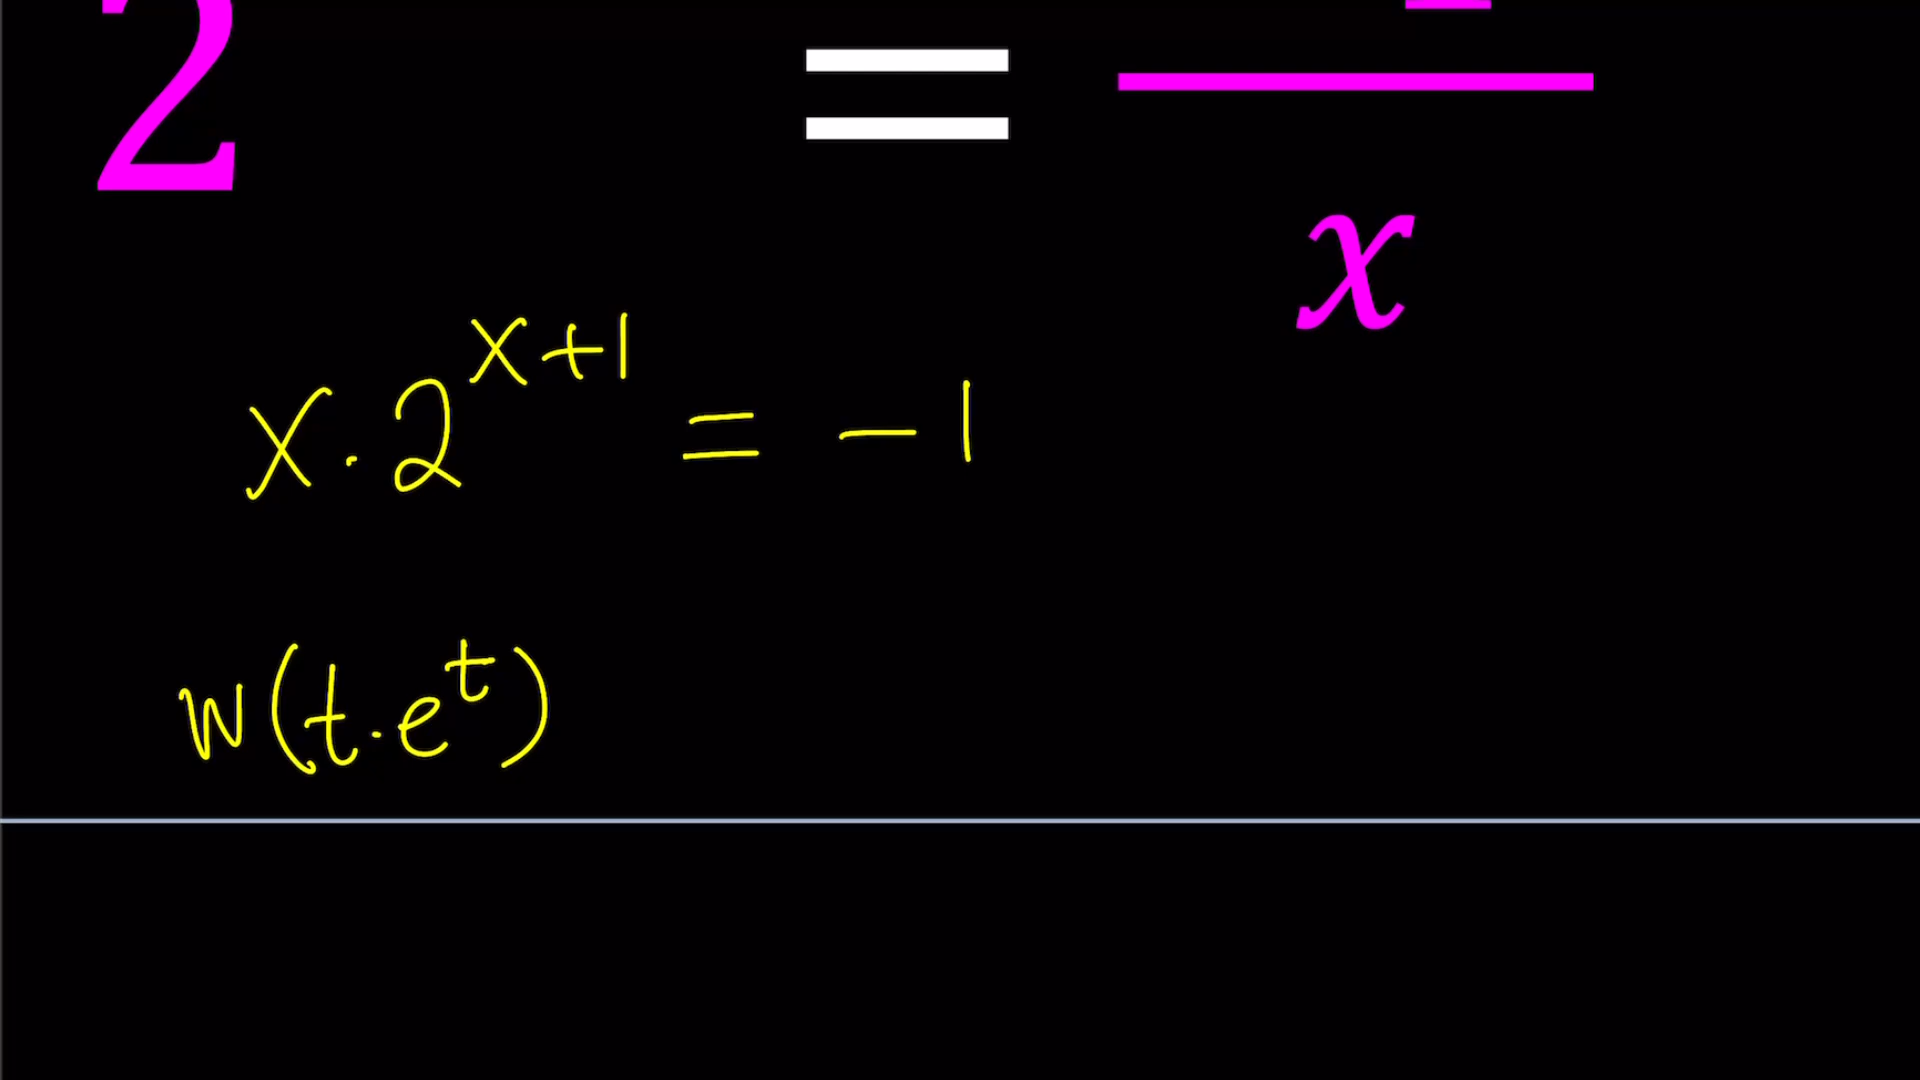 2 =
x
x · 2^{x+1} = -1
W(t · e^t)